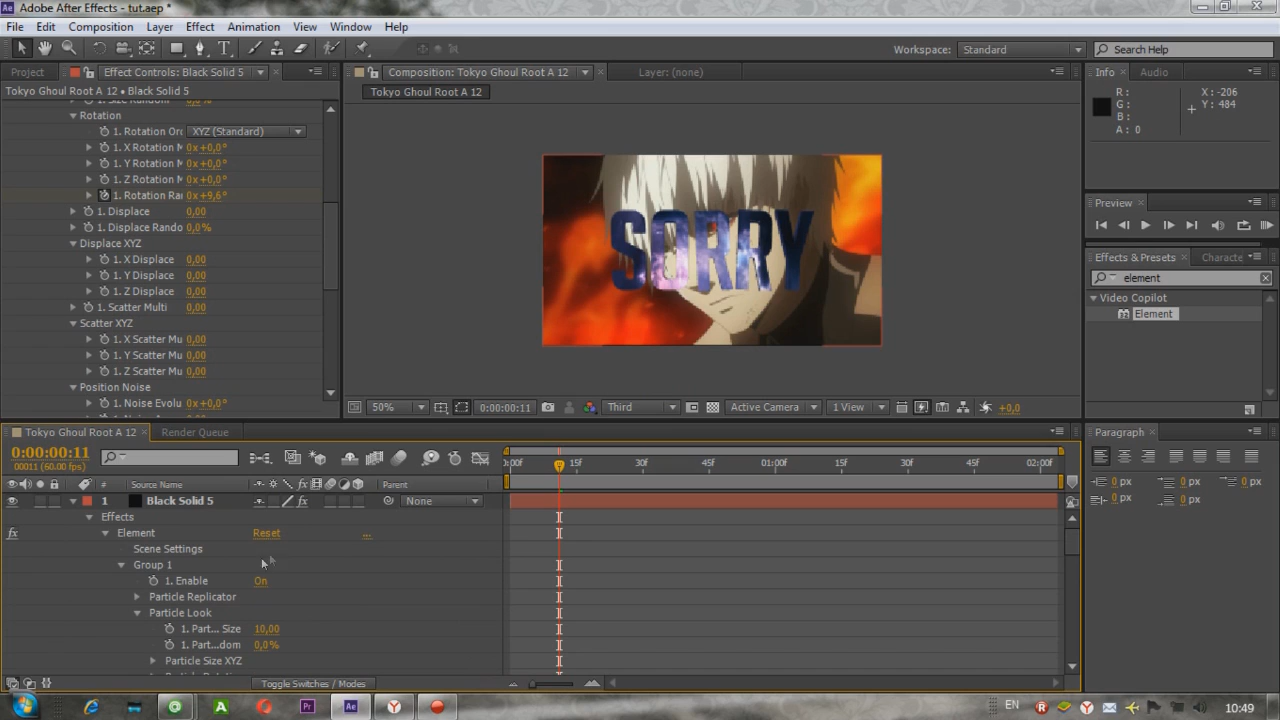 Adobe After Effects - tut.aep *
File Edit Composition Layer Effect Animation View Window Help
Workspace: Standard Search Help
Project Effect Controls: Black Solid 5 Composition: Tokyo Ghoul Root A 12 Layer: (none) Info Audio
Tokyo Ghoul Root A 12 • Black Solid 5 Tokyo Ghoul Root A 12
R: X: -206
G: Y: 484
B:
A: 0
1. Size Random 0,0%
Rotation
1. Rotation Orc XYZ (Standard)
1. X Rotation M 0x+0,0°
1. Y Rotation M 0x+0,0°
1. Z Rotation M 0x+0,0°
1. Rotation Rai 0x+9,6°
1. Displace 0,00
1. Displace Rando 0,0%
Displace XYZ
1. X Displace 0,00
1. Y Displace 0,00
1. Z Displace 0,00
1. Scatter Multi 0,00
Scatter XYZ
1. X Scatter Mu 0,00
1. Y Scatter Mu 0,00
1. Z Scatter Mu 0,00
Position Noise
1. Noise Evolu 0x+0,0°
SORRY
Preview
Effects & Presets Characte
element
Video Copilot
Element
50% 0:00:00:11 Third Active Camera 1 View +0,0
Tokyo Ghoul Root A 12 Render Queue
0:00:00:11
00011 (60.00 fps)
:00f 15f 30f 45f 01:00f 15f 30f 45f 02:00f
# Source Name Parent
1 Black Solid 5 None
Effects
Element Reset ...
Scene Settings
Group 1
1. Enable On
Particle Replicator
Particle Look
1. Part... Size 10,00
1. Part...dom 0,0%
Particle Size XYZ
Toggle Switches / Modes
Paragraph
0 px 0 px 0 px
0 px 0 px
EN 10:49